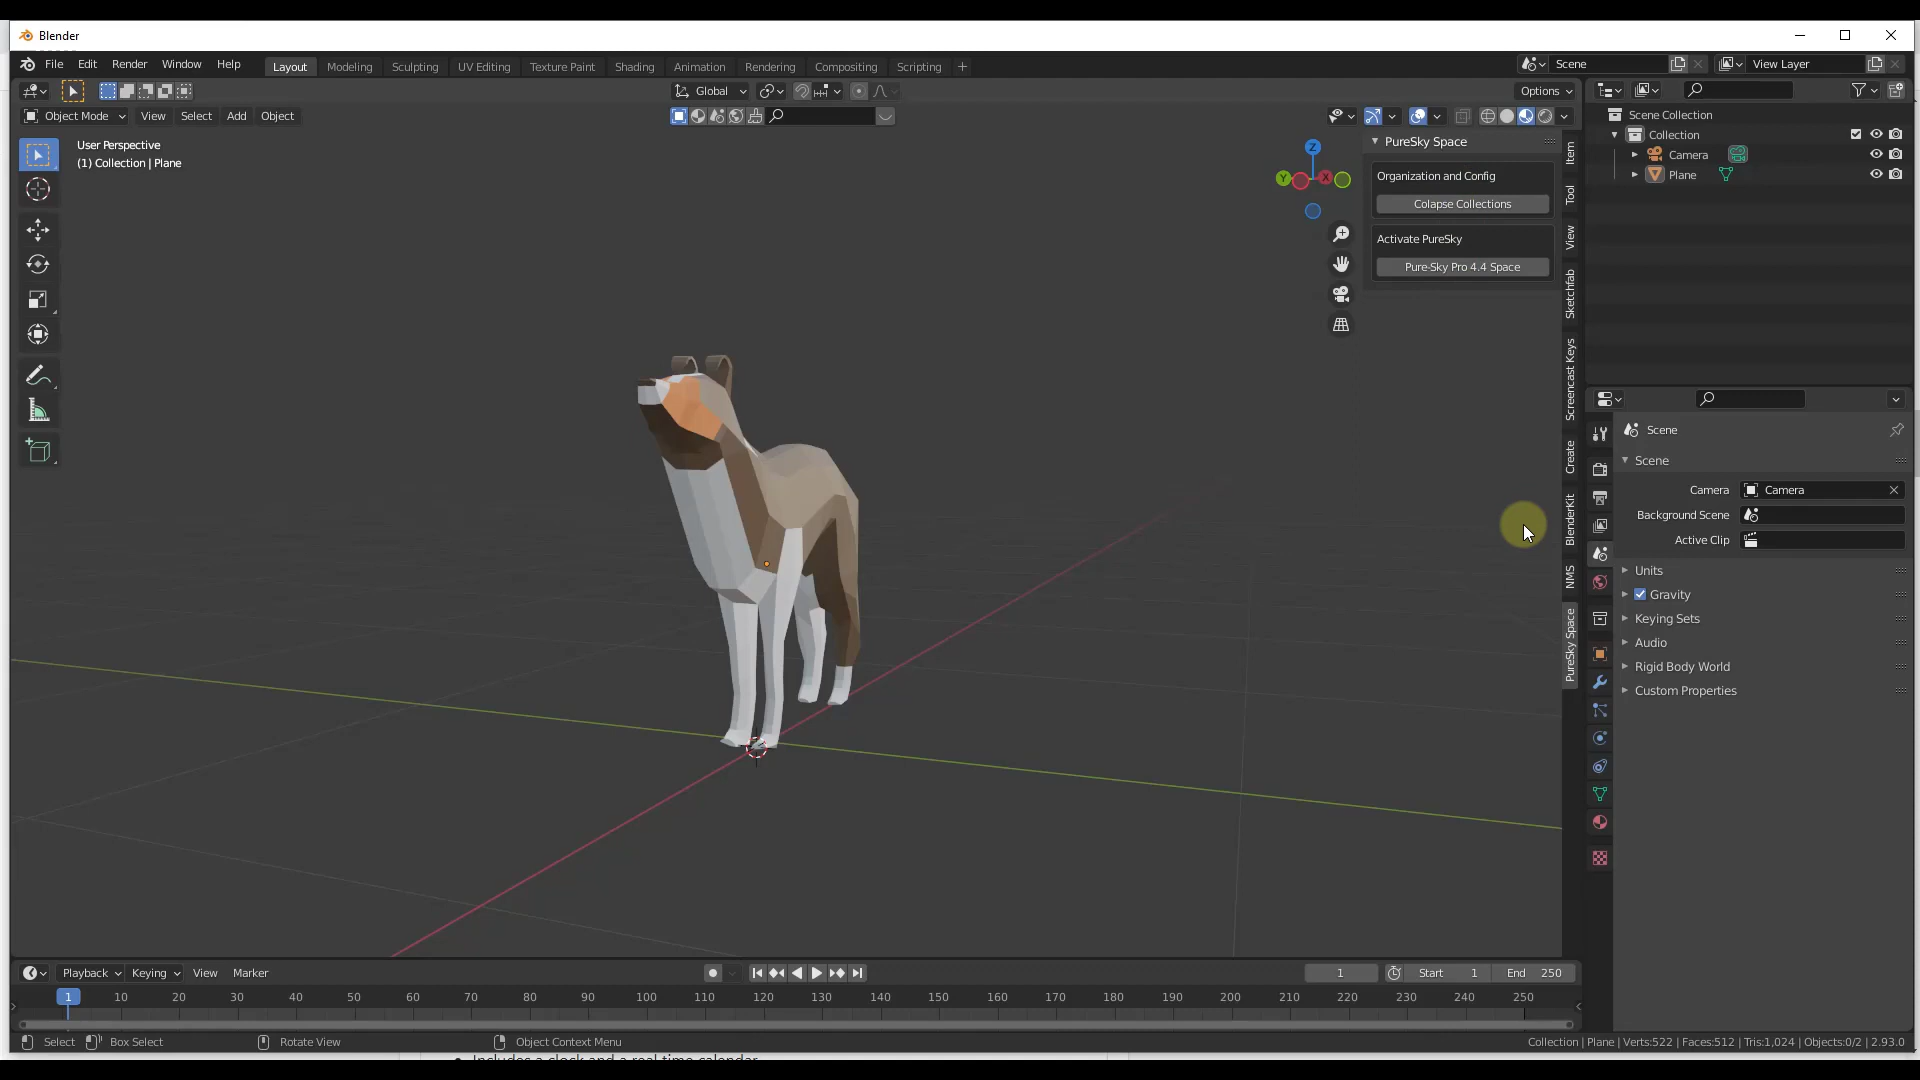 Blender
File Edit Render Window Help
Layout Modeling Sculpting UV Editing Texture Paint Shading Animation Rendering Compositing Scripting +
Scene
View Layer
Global
Options
Object Mode View Select Add Object
User Perspective
(1) Collection | Plane
Z
Y
X
PureSky Space
Organization and Config
Colapse Collections
Activate PureSky
Pure-Sky Pro 4.4 Space
Item
Tool
View
Sketchfab
Screencast Keys
Create
BlenderKit
NMS
PureSky Space
Scene Collection
Collection
Camera
Plane
Scene
Scene
Camera Camera
Background Scene
Active Clip
Units
Gravity
Keying Sets
Audio
Rigid Body World
Custom Properties
Playback Keying View Marker
1 Start 1 End 250
1 10 20 30 40 50 60 70 80 90 100 110 120 130 140 150 160 170 180 190 200 210 220 230 240 250
Select Box Select Rotate View Object Context Menu
Collection | Plane | Verts:522 | Faces:512 | Tris:1,024 | Objects:0/2 | 2.93.0
Includes a clock and a real time calendar